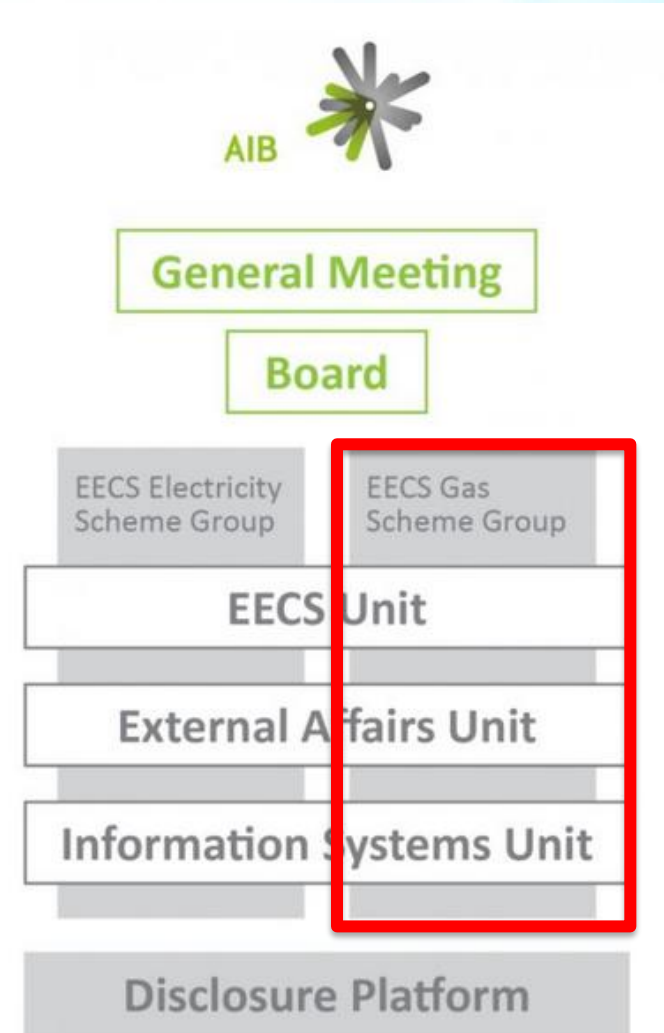 AIB
General Meeting
Board
EECS Electricity
Scheme Group
EECS Gas
Scheme Group
EECS Unit
External Affairs Unit
Information Systems Unit
Disclosure Platform